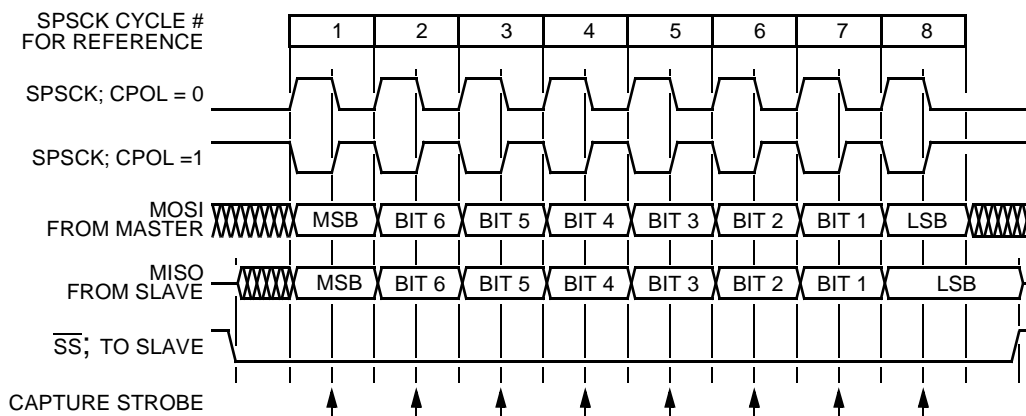 SPSCK CYCLE #
FOR REFERENCE
1 2 3 4 5 6 7 8
SPSCK; CPOL = 0
SPSCK; CPOL =1
MOSI
FROM MASTER
MSB BIT 6 BIT 5 BIT 4 BIT 3 BIT 2 BIT 1 LSB
MISO
FROM SLAVE
MSB BIT 6 BIT 5 BIT 4 BIT 3 BIT 2 BIT 1 LSB
SS; TO SLAVE
CAPTURE STROBE